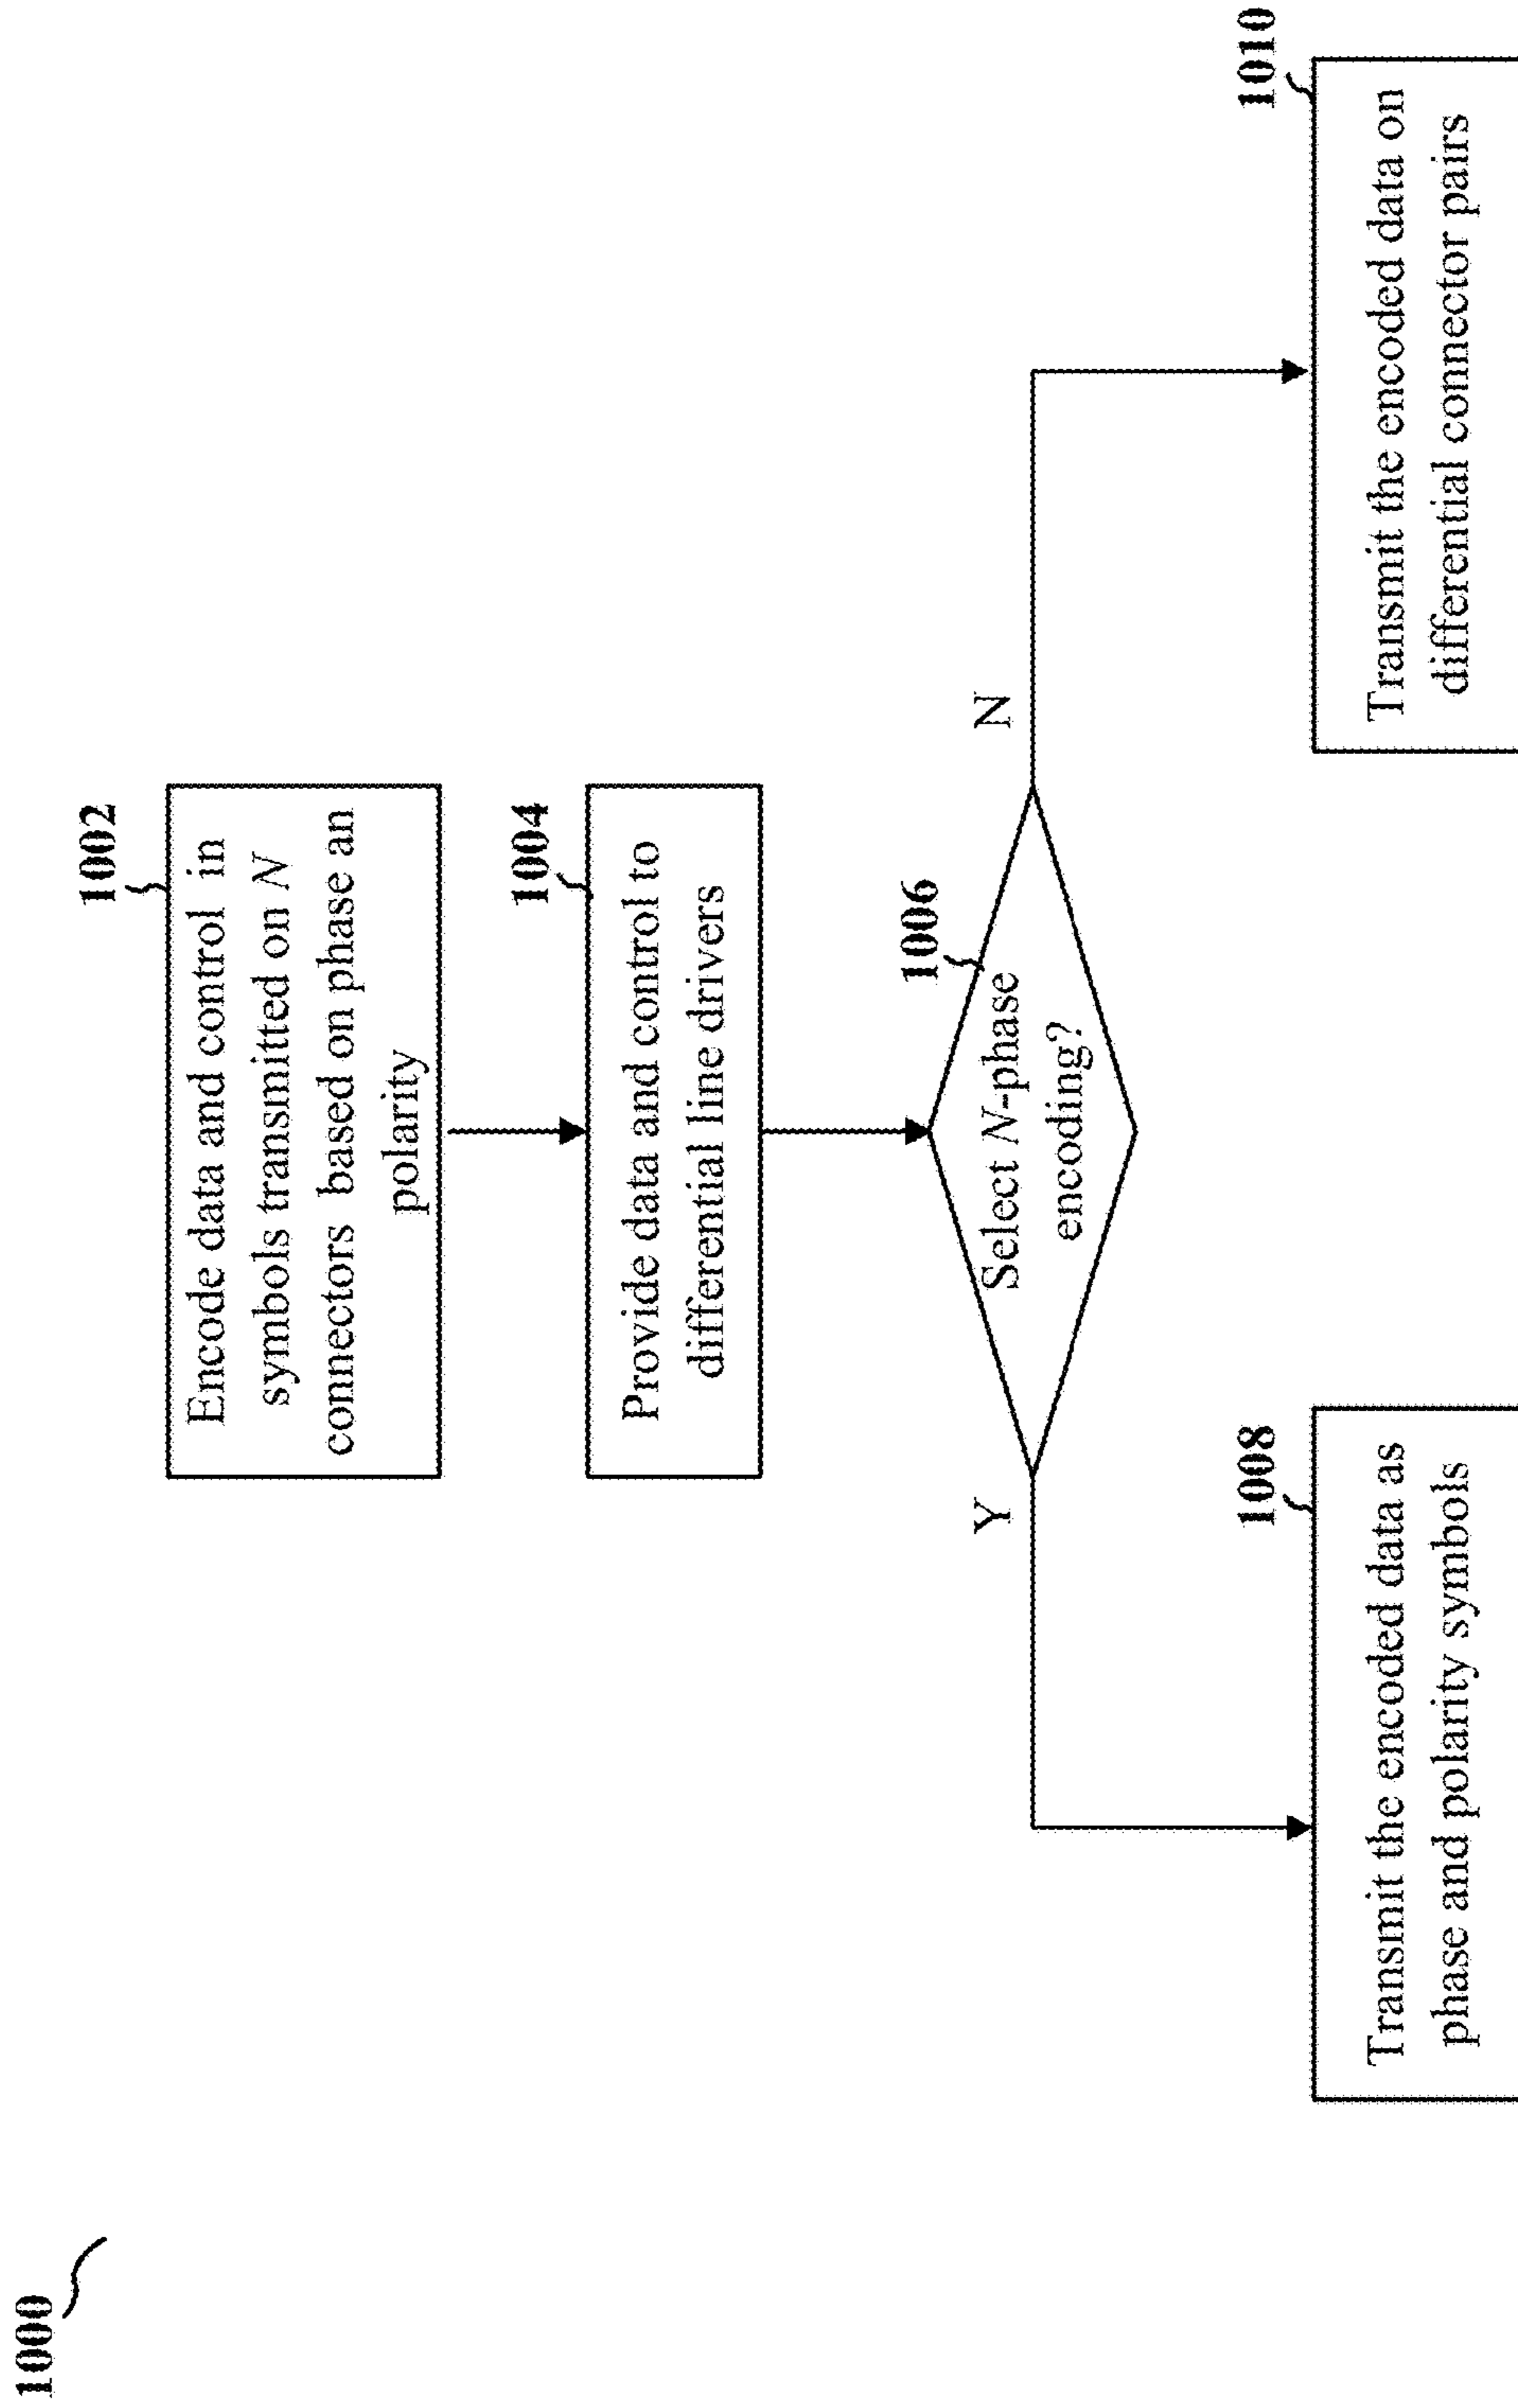 1000
1002
Encode data and control in
symbols transmitted on N
connectors based on phase an
polarity
1004
Provide data and control to
differential line drivers
1006
Select N-phase
encoding?
Y
N
1008
Transmit the encoded data as
phase and polarity symbols
1010
Transmit the encoded data on
differential connector pairs